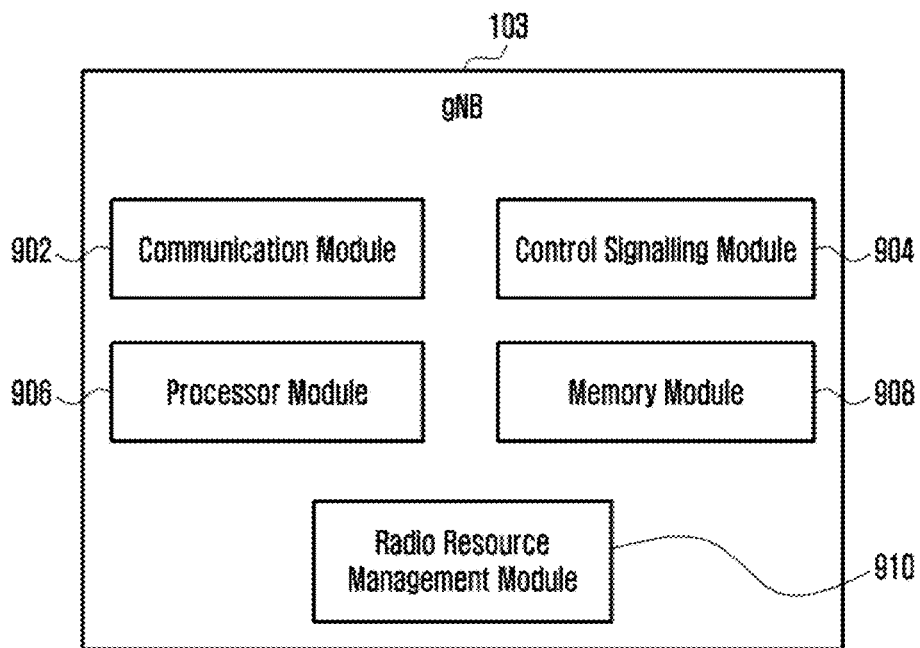 103
gNB
902
Communication Module
Control Signalling Module
904
906
Processor Module
Memory Module
908
Radio Resource
Management Module
910